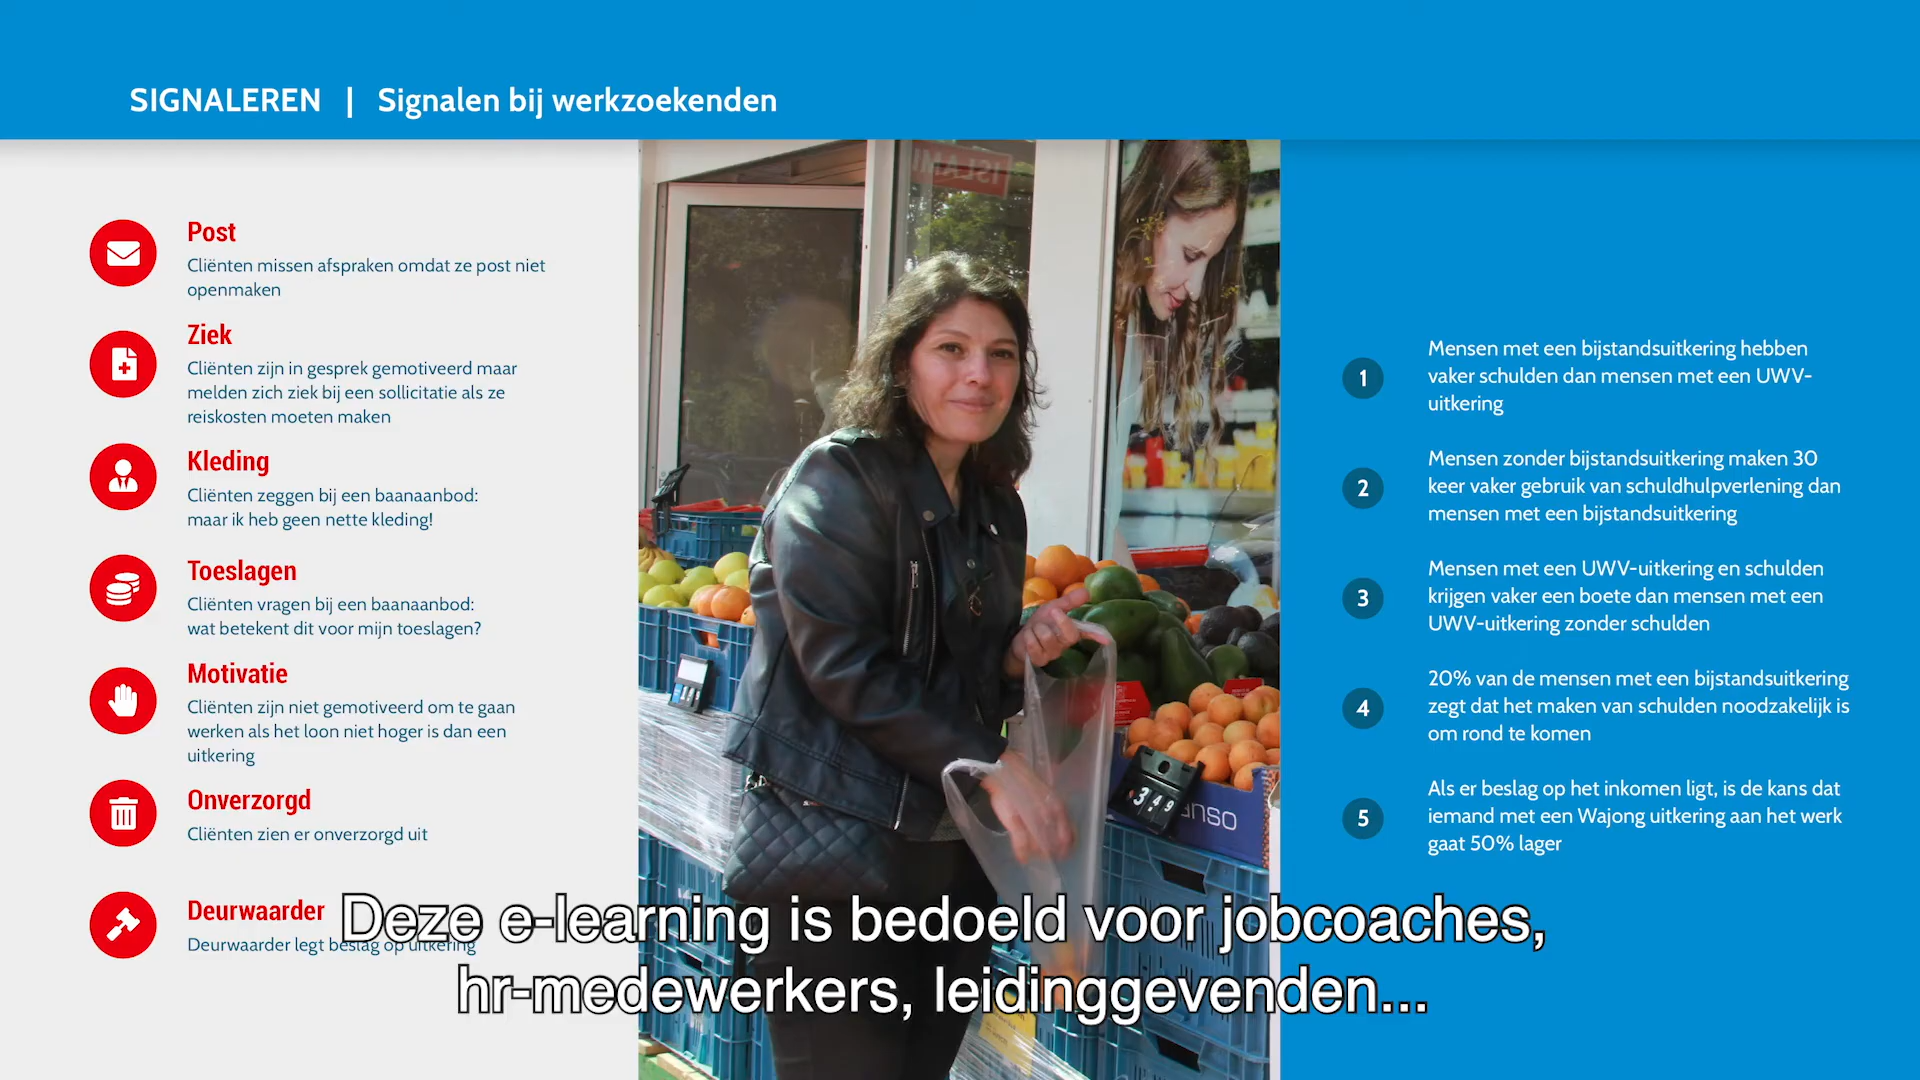 SIGNALEREN | Signalen bij werkzoekenden
Post
Cliënten missen afspraken omdat ze post niet
openmaken
Ziek
Cliënten zijn in gesprek gemotiveerd maar
melden zich ziek bij een sollicitatie als ze
reiskosten moeten maken
Kleding
Cliënten zeggen bij een baanaanbod:
maar ik heb geen nette kleding!
Toeslagen
Cliënten vragen bij een baanaanbod:
wat betekent dit voor mijn toeslagen?
Motivatie
Cliënten zijn niet gemotiveerd om te gaan
werken als het loon niet hoger is dan een
uitkering
Onverzorgd
Cliënten zien er onverzorgd uit
Deurwaarder
Deurwaarder legt beslag op uitkering
ISLAMI
3.49
anso
1
Mensen met een bijstandsuitkering hebben
vaker schulden dan mensen met een UWV-
uitkering
2
Mensen zonder bijstandsuitkering maken 30
keer vaker gebruik van schuldhulpverlening dan
mensen met een bijstandsuitkering
3
Mensen met een UWV-uitkering en schulden
krijgen vaker een boete dan mensen met een
UWV-uitkering zonder schulden
4
20% van de mensen met een bijstandsuitkering
zegt dat het maken van schulden noodzakelijk is
om rond te komen
5
Als er beslag op het inkomen ligt, is de kans dat
iemand met een Wajong uitkering aan het werk
gaat 50% lager
Deze e-learning is bedoeld voor jobcoaches,
hr-medewerkers, leidinggevenden...